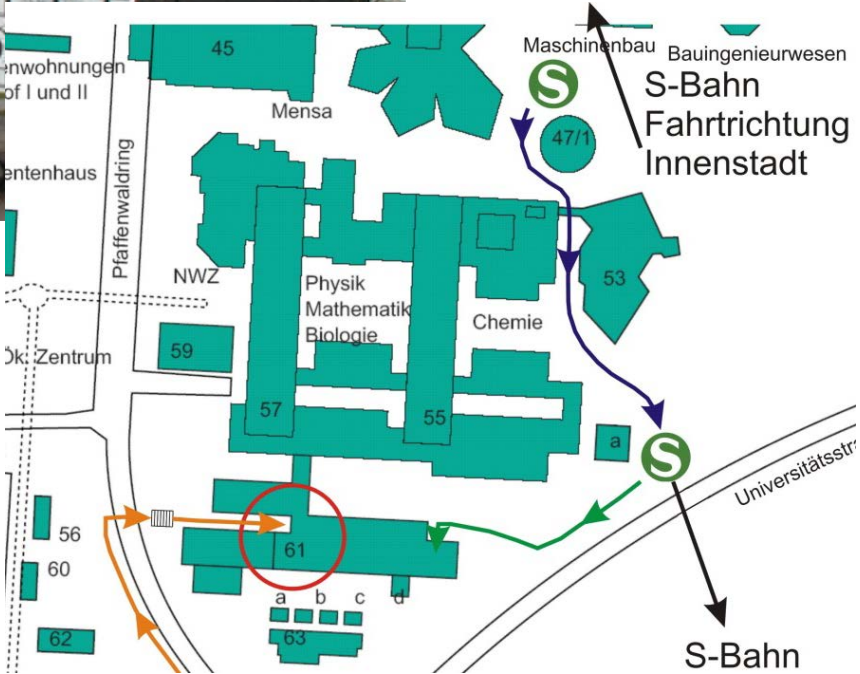 45
Maschinenbau
Bauingenieurwesen
enwohnungen
of I und II
S
S-Bahn
Fahrtrichtung
Innenstadt
Mensa
47/1
entenhaus
Pfaffenwaldring
NWZ
Physik
Mathematik
Biologie
53
Chemie
Ök. Zentrum
59
57
55
a
S
Universitätsstra
56
61
60
a b c d
62
63
S-Bahn